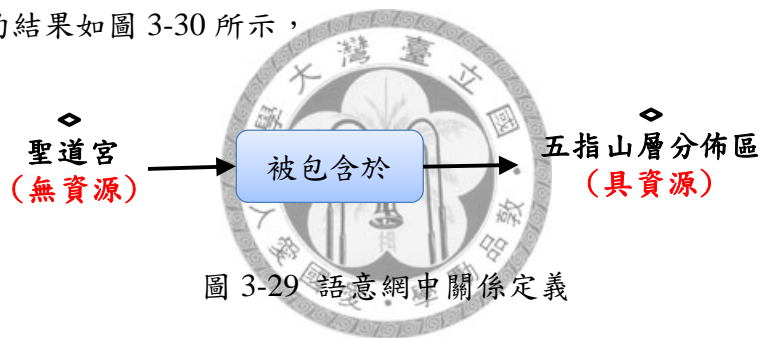 的結果如圖 3-30 所示，
聖道宮
（無資源）
被包含於
五指山層分佈區
（具資源）
圖 3-29 語意網中關係定義